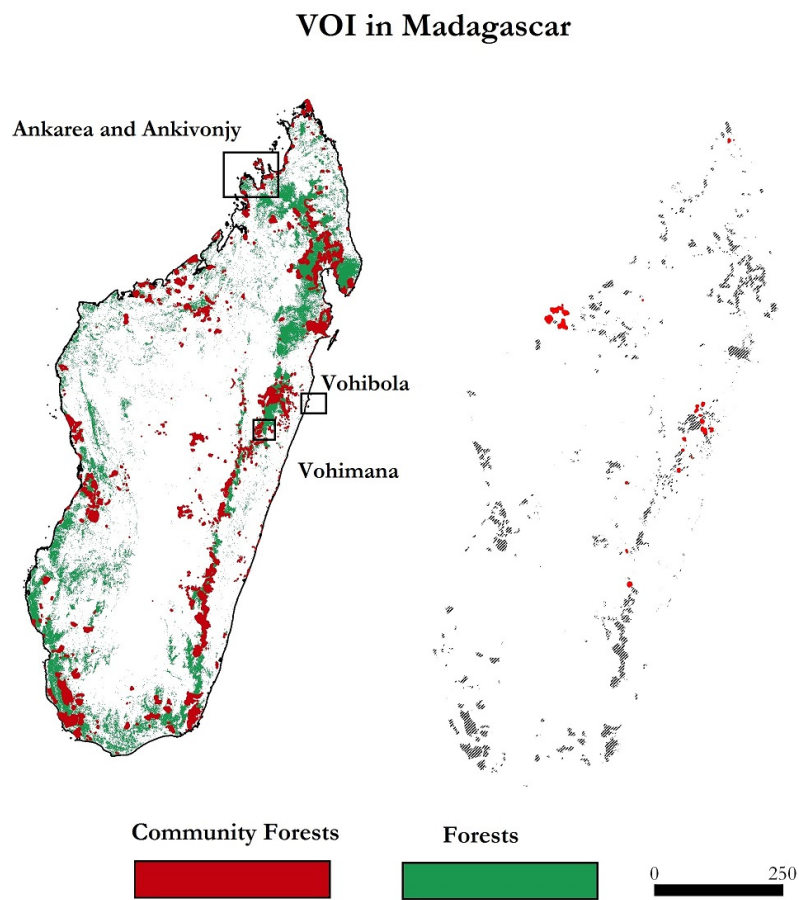 VOI in Madagascar
Ankarea and Ankivonjy
Vohibola
Vohimana
Community Forests
Forests
0 250